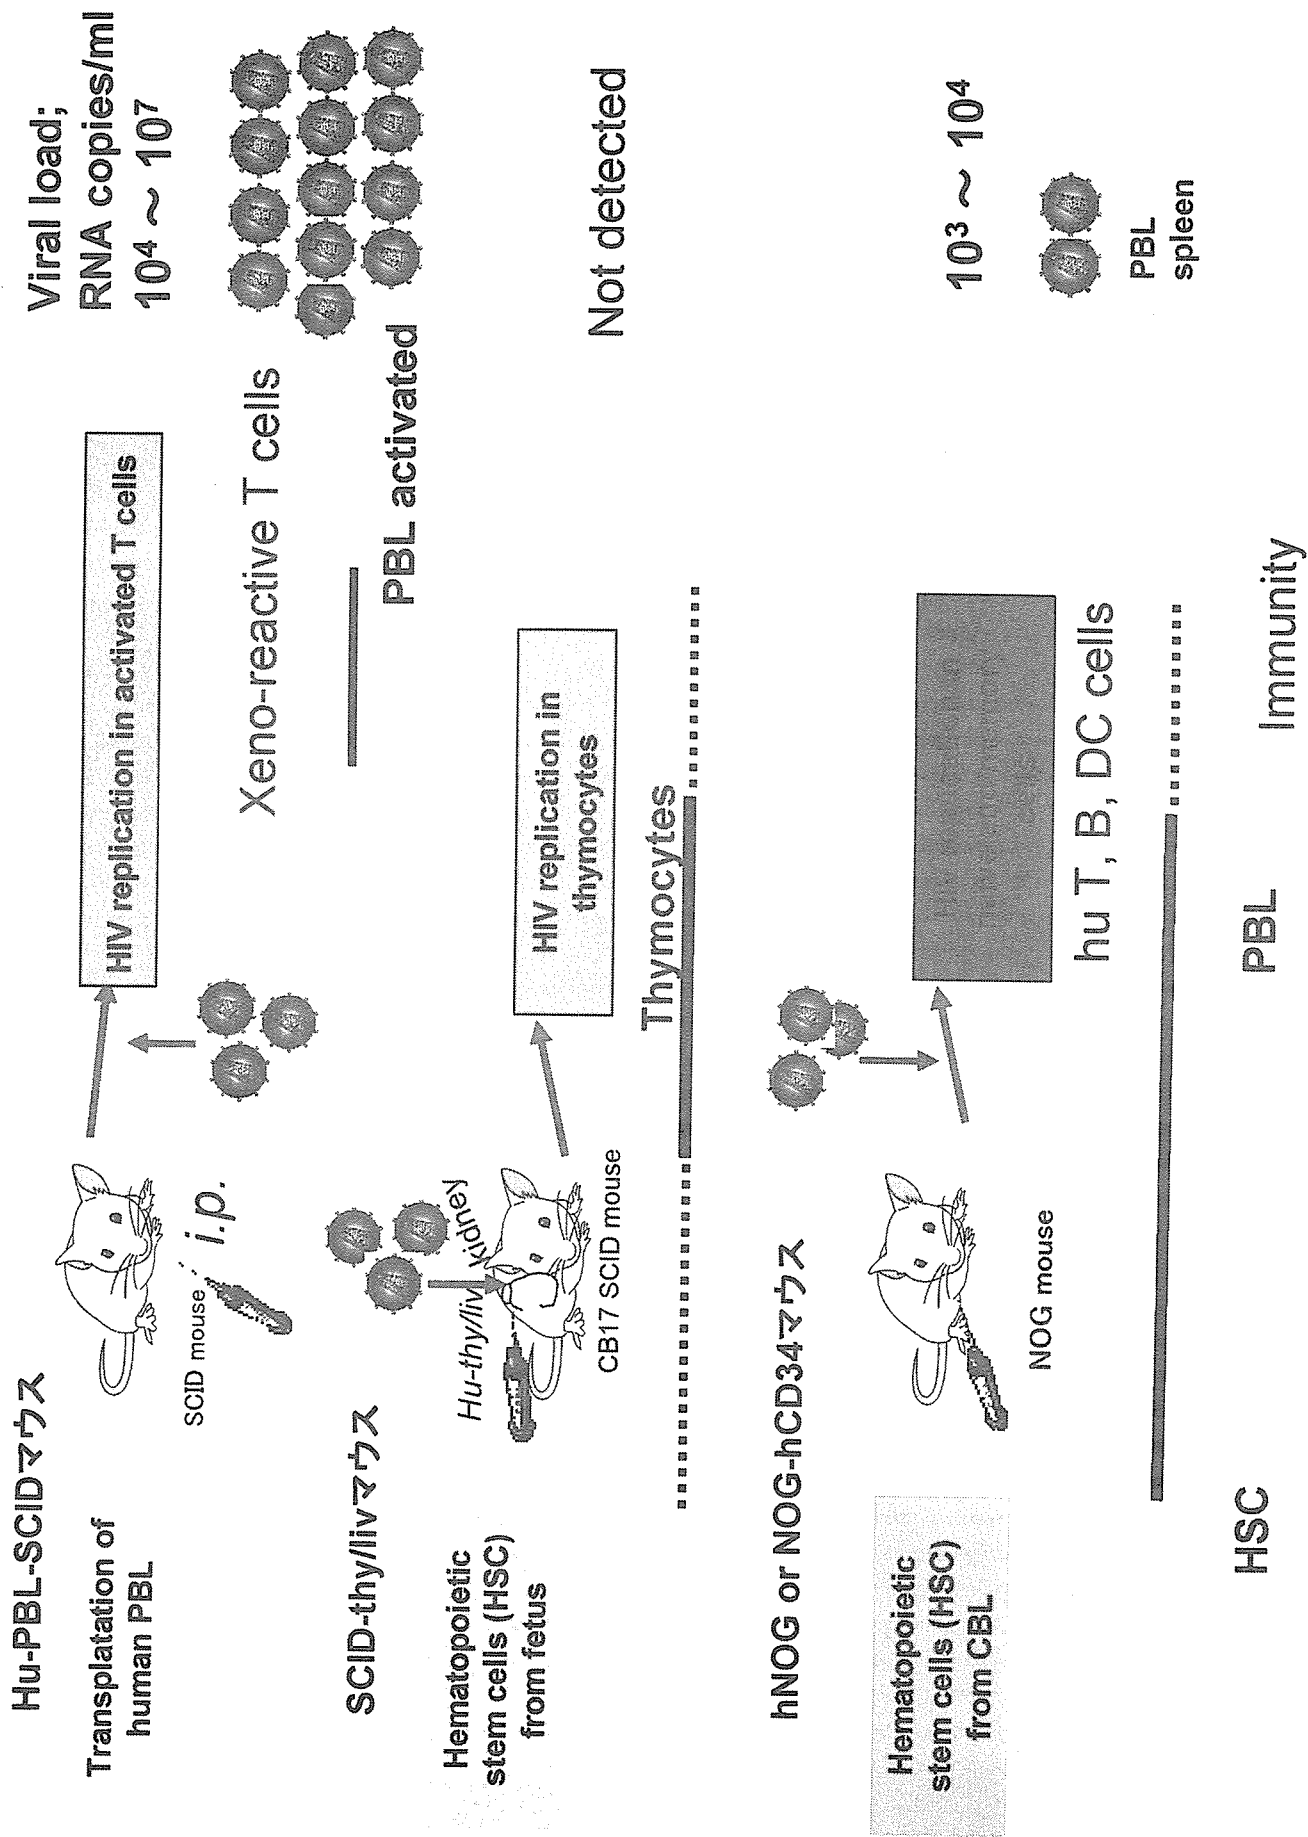 Hu-PBL-SCIDマウス
Transplatation of
human PBL
SCID mouse
i.p.
HIV replication in activated T cells
Xeno-reactive T cells
PBL activated
Viral load;
RNA copies/ml
10⁴ ~ 10⁷
SCID-thy/livマウス
Hematopoietic
stem cells (HSC)
from fetus
Hu-thy/liv kidney
CB17 SCID mouse
HIV replication in
thymocytes
Thymocytes
Not detected
hNOG or NOG-hCD34マウス
Hematopoietic
stem cells (HSC)
from CBL
NOG mouse
hu T, B, DC cells
10³ ~ 10⁴
PBL
spleen
HSC
PBL
Immunity